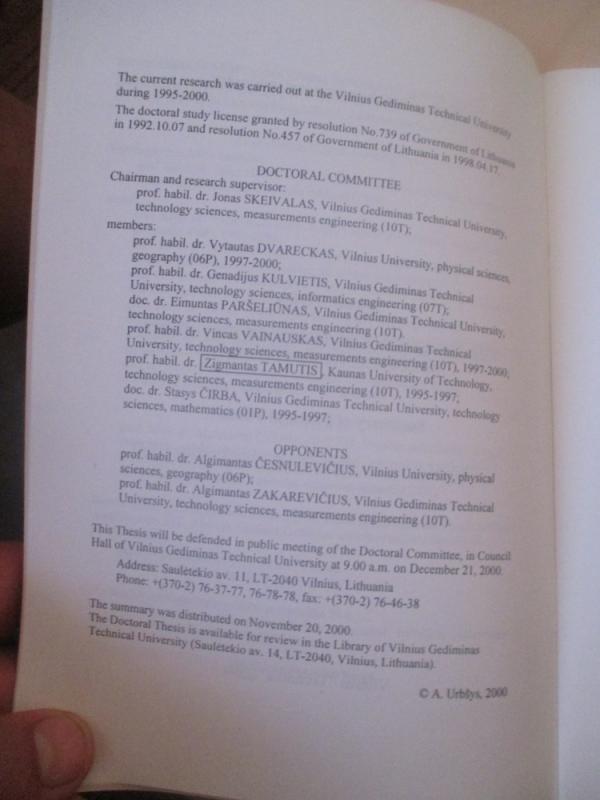 The current research was carried out at the Vilnius Gediminas Technical University
during 1995-2000.
The doctoral study license granted by resolution No.739 of Government of Lithuania
in 1992.10.07 and resolution No.457 of Government of Lithuania in 1998.04.17.
DOCTORAL COMMITTEE
Chairman and research supervisor:
prof. habil. dr. Jonas SKEIVALAS, Vilnius Gediminas Technical University,
technology sciences, measurements engineering (10T);
members:
prof. habil. dr. Vytautas DVARECKAS, Vilnius University, physical sciences,
geography (06P), 1997-2000;
prof. habil. dr. Genadijus KULVIETIS, Vilnius Gediminas Technical
University, technology sciences, informatics engineering (07T);
doc. dr. Eimuntas PARŠELIŪNAS, Vilnius Gediminas Technical University,
technology sciences, measurements engineering (10T).
prof. habil. dr. Vincas VAINAUSKAS, Vilnius Gediminas Technical
University, technology sciences, measurements engineering (10T), 1997-2000;
prof. habil. dr. Zigmantas TAMUTIS, Kaunas University of Technology,
technology sciences, measurements engineering (10T), 1995-1997;
doc. dr. Stasys ČIRBA, Vilnius Gediminas Technical University, technology
sciences, mathematics (01P), 1995-1997;
OPPONENTS
prof. habil. dr. Algimantas ČESNULEVIČIUS, Vilnius University, physical
sciences, geography (06P);
prof. habil. dr. Algimantas ZAKAREVIČIUS, Vilnius Gediminas Technical
University, technology sciences, measurements engineering (10T).
This Thesis will be defended in public meeting of the Doctoral Committee, in Council
Hall of Vilnius Gediminas Technical University at 9.00 a.m. on December 21, 2000.
Address: Saulėtekio av. 11, LT-2040 Vilnius, Lithuania
Phone: +(370-2) 76-37-77, 76-78-78, fax: +(370-2) 76-46-38
The summary was distributed on November 20, 2000.
The Doctoral Thesis is available for review in the Library of Vilnius Gediminas
Technical University (Saulėtekio av. 14, LT-2040, Vilnius, Lithuania).
© A. Urbšys, 2000